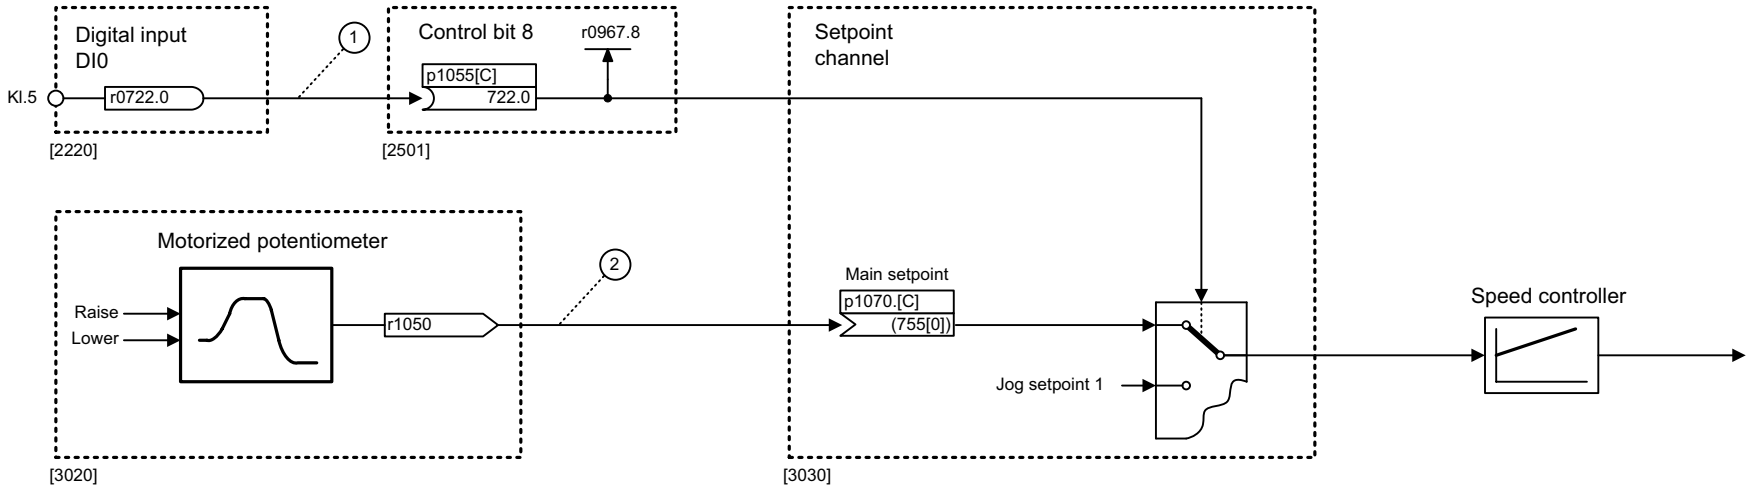 Digital input
DI0
1
Control bit 8
r0967.8
Setpoint
channel
p1055[C]
Kl.5
r0722.0
722.0
[2220]
[2501]
Motorized potentiometer
2
Main setpoint
p1070.[C]
Speed controller
Raise
r1050
(755[0])
Lower
Jog setpoint 1
[3020]
[3030]